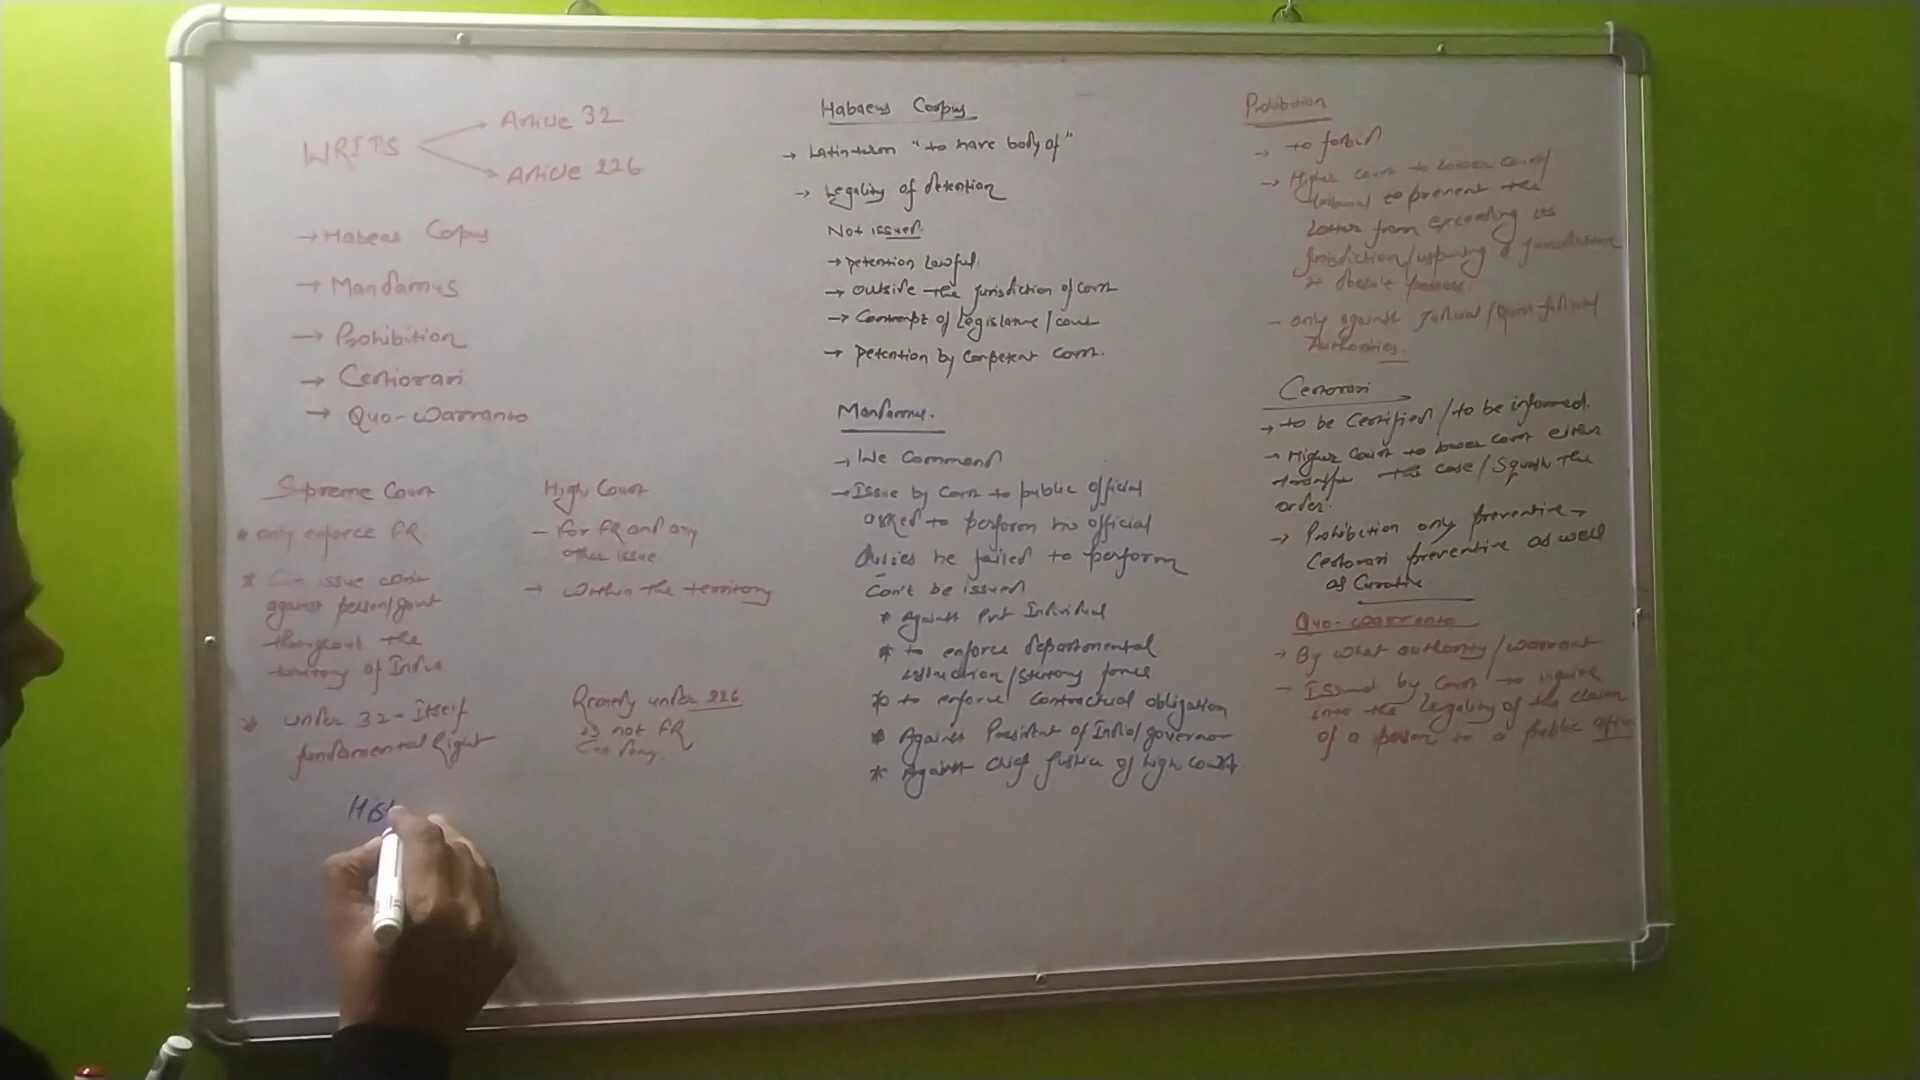 WRITS
Article 32
Article 226
→ Habeas Corpus
→ Mandamus
→ Prohibition
→ Certiorari
→ Quo-warranto
Supreme Court
* only enforce FR
* Can issue
against person/govt
throughout the
territory of India
* under 32 - Itself
fundamental Right
High Court
- For FR and any
other issue
→ within the territory
Remedy under 226
is not FR
Can deny.
Habaeus Corpus
→ Latin term "to have body of"
→ Legality of detention
Not issued
→ Detention Lawful
→ outside the jurisdiction of court
→ Contempt of Legislature/court
→ Detention by Competent Court.
Mandamus.
→ We Command
→ Issue by Court to public official
asked to perform his official
duties he failed to perform
Can't be issued
* Against Pvt Individual
* to enforce departmental
/Statutory force
* to enforce Contractual obligation
* Against President of India/governor
* Against Chief Justice of high court.
Prohibition
→ to forbid
→ Higher Court to Lower Court/
tribunal to prevent the
latter from exceeding its
Jurisdiction/usurping a jurisdiction
it doesn't possess.
- only against Judicial/Quasi-Judicial
Authorities.
Certorari
→ to be Certified/to be informed.
→ Higher Court to lower Court either
transfer the case/Squash the
order.
→ Prohibition only preventive →
Certorari preventive as well
as Curative
Quo-warranto
→ By what authority/warrant
- Issued by Court to inquire
into the Legality of the claim
of a person to a public office